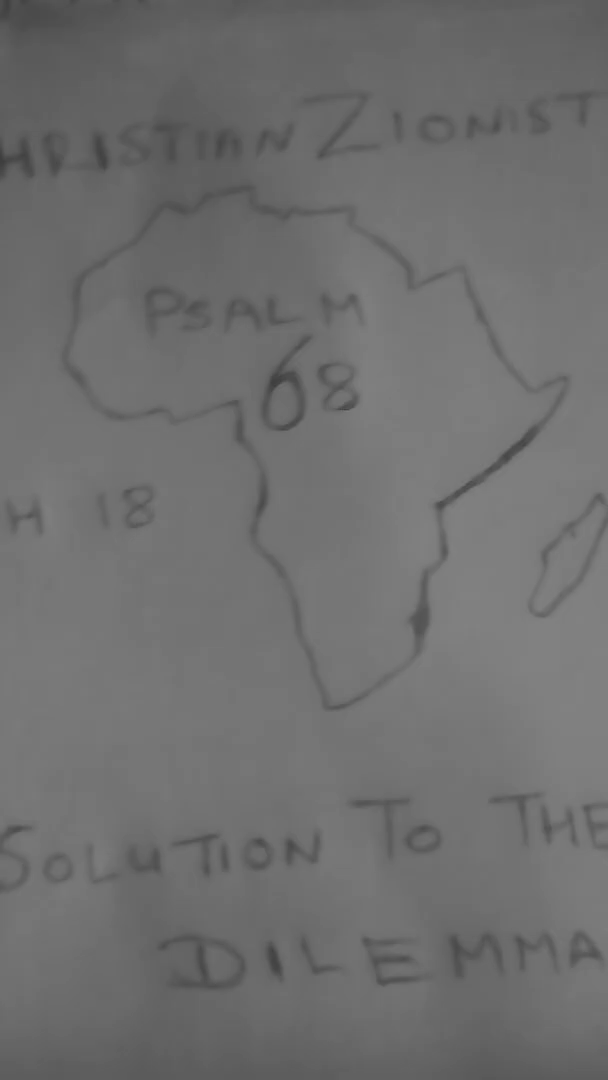 HRISTIAN ZIONIST
PSALM
68
H 18
SOLUTION TO THE
DILEMMA